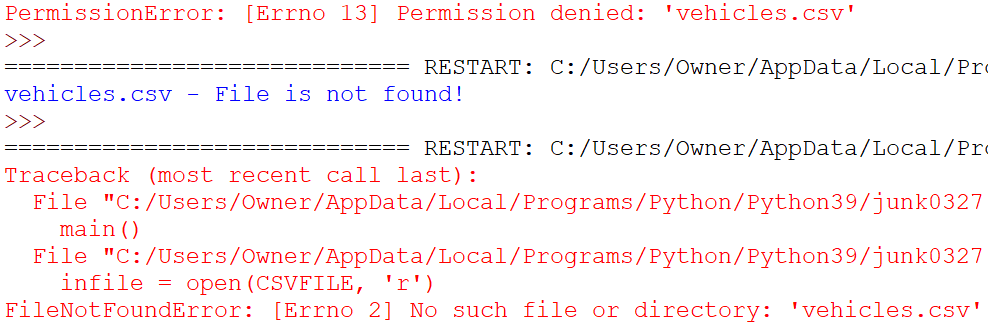 PermissionError: [Errno 13] Permission denied: 'vehicles.csv'
>>>
============================= RESTART: C:/Users/Owner/AppData/Local/Pro
vehicles.csv - File is not found!
>>>
============================= RESTART: C:/Users/Owner/AppData/Local/Pro
Traceback (most recent call last):
  File "C:/Users/Owner/AppData/Local/Programs/Python/Python39/junk0327
    main()
  File "C:/Users/Owner/AppData/Local/Programs/Python/Python39/junk0327
    infile = open(CSVFILE, 'r')
FileNotFoundError: [Errno 2] No such file or directory: 'vehicles.csv'